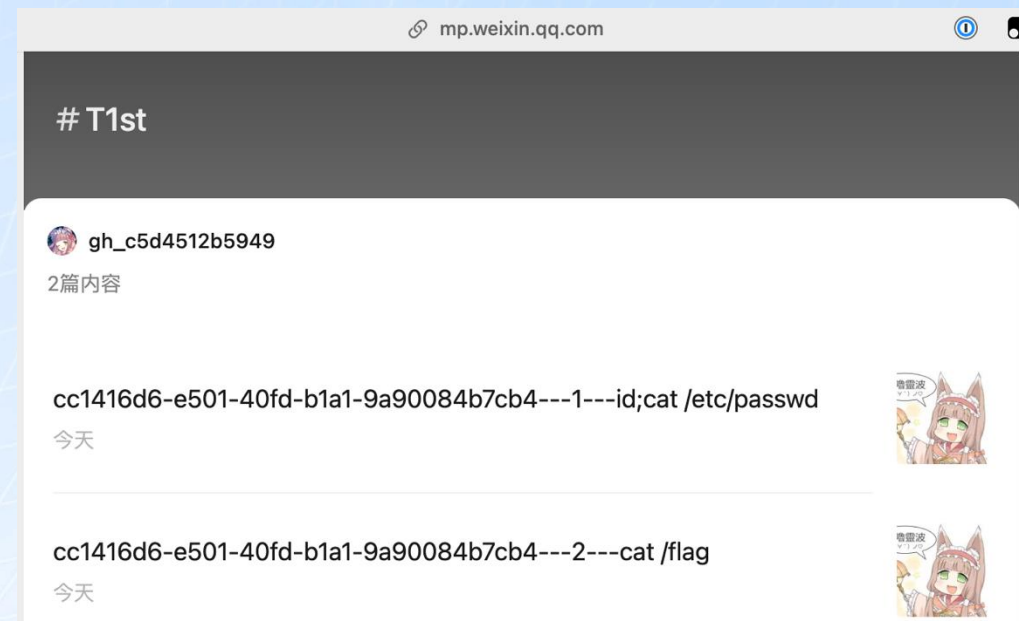 mp.weixin.qq.com
#T1st
gh_c5d4512b5949
2篇内容
cc1416d6-e501-40fd-b1a1-9a90084b7cb4---1---id;cat /etc/passwd
今天
cc1416d6-e501-40fd-b1a1-9a90084b7cb4---2---cat /flag
今天